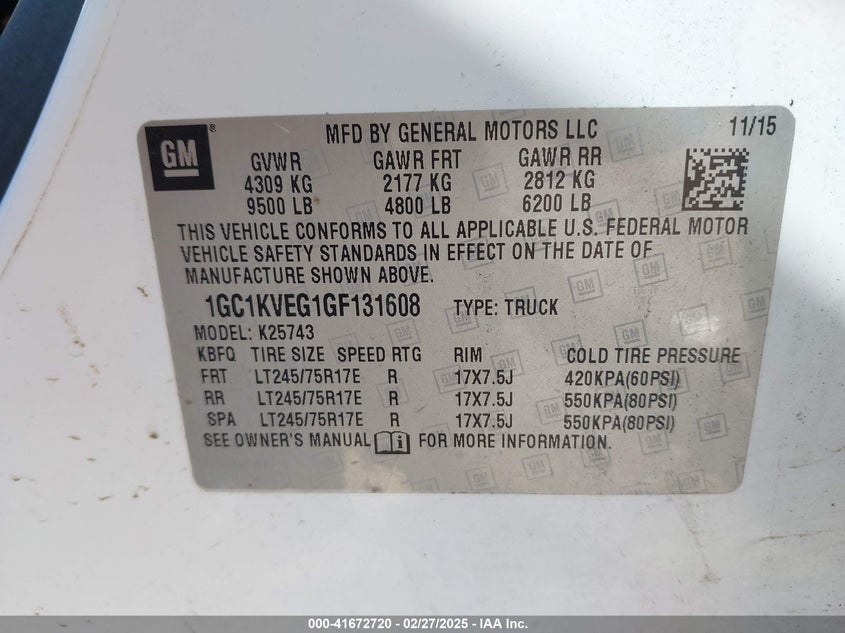 GM ® MFD BY GENERAL MOTORS LLC 11/15
GVWR GAWR FRT GAWR RR
4309 KG 2177 KG 2812 KG
9500 LB 4800 LB 6200 LB
THIS VEHICLE CONFORMS TO ALL APPLICABLE U.S. FEDERAL MOTOR
VEHICLE SAFETY STANDARDS IN EFFECT ON THE DATE OF
MANUFACTURE SHOWN ABOVE.
1GC1KVEG1GF131608 TYPE: TRUCK
MODEL: K25743
KBFQ TIRE SIZE SPEED RTG RIM COLD TIRE PRESSURE
FRT LT245/75R17E R 17X7.5J 420KPA(60PSI)
RR LT245/75R17E R 17X7.5J 550KPA(80PSI)
SPA LT245/75R17E R 17X7.5J 550KPA(80PSI)
SEE OWNER'S MANUAL i FOR MORE INFORMATION.
000-41672720 - 02/27/2025 - IAA Inc.